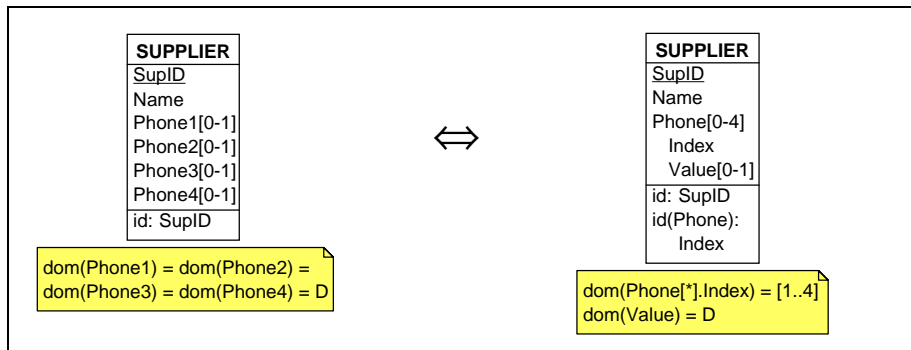 SUPPLIER
SupID
Name
Phone1[0-1]
Phone2[0-1]
Phone3[0-1]
Phone4[0-1]
id: SupID
dom(Phone1) = dom(Phone2) =
dom(Phone3) = dom(Phone4) = D
⇔
SUPPLIER
SupID
Name
Phone[0-4]
Index
Value[0-1]
id: SupID
id(Phone):
Index
dom(Phone[*].Index) = [1..4]
dom(Value) = D